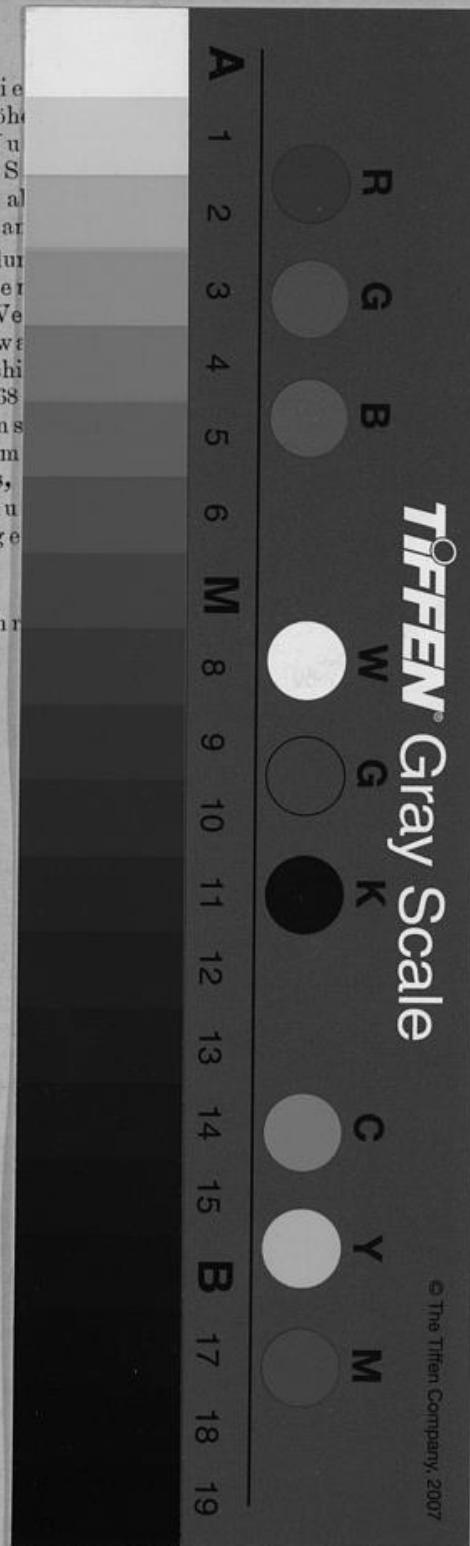 A 1 2 3 4 5 6 M 8 9 10 11 12 13 14 15 B 17 18 19
R G B W G K C Y M
TIFFEN® Gray Scale
© The Tiffen Company, 2007